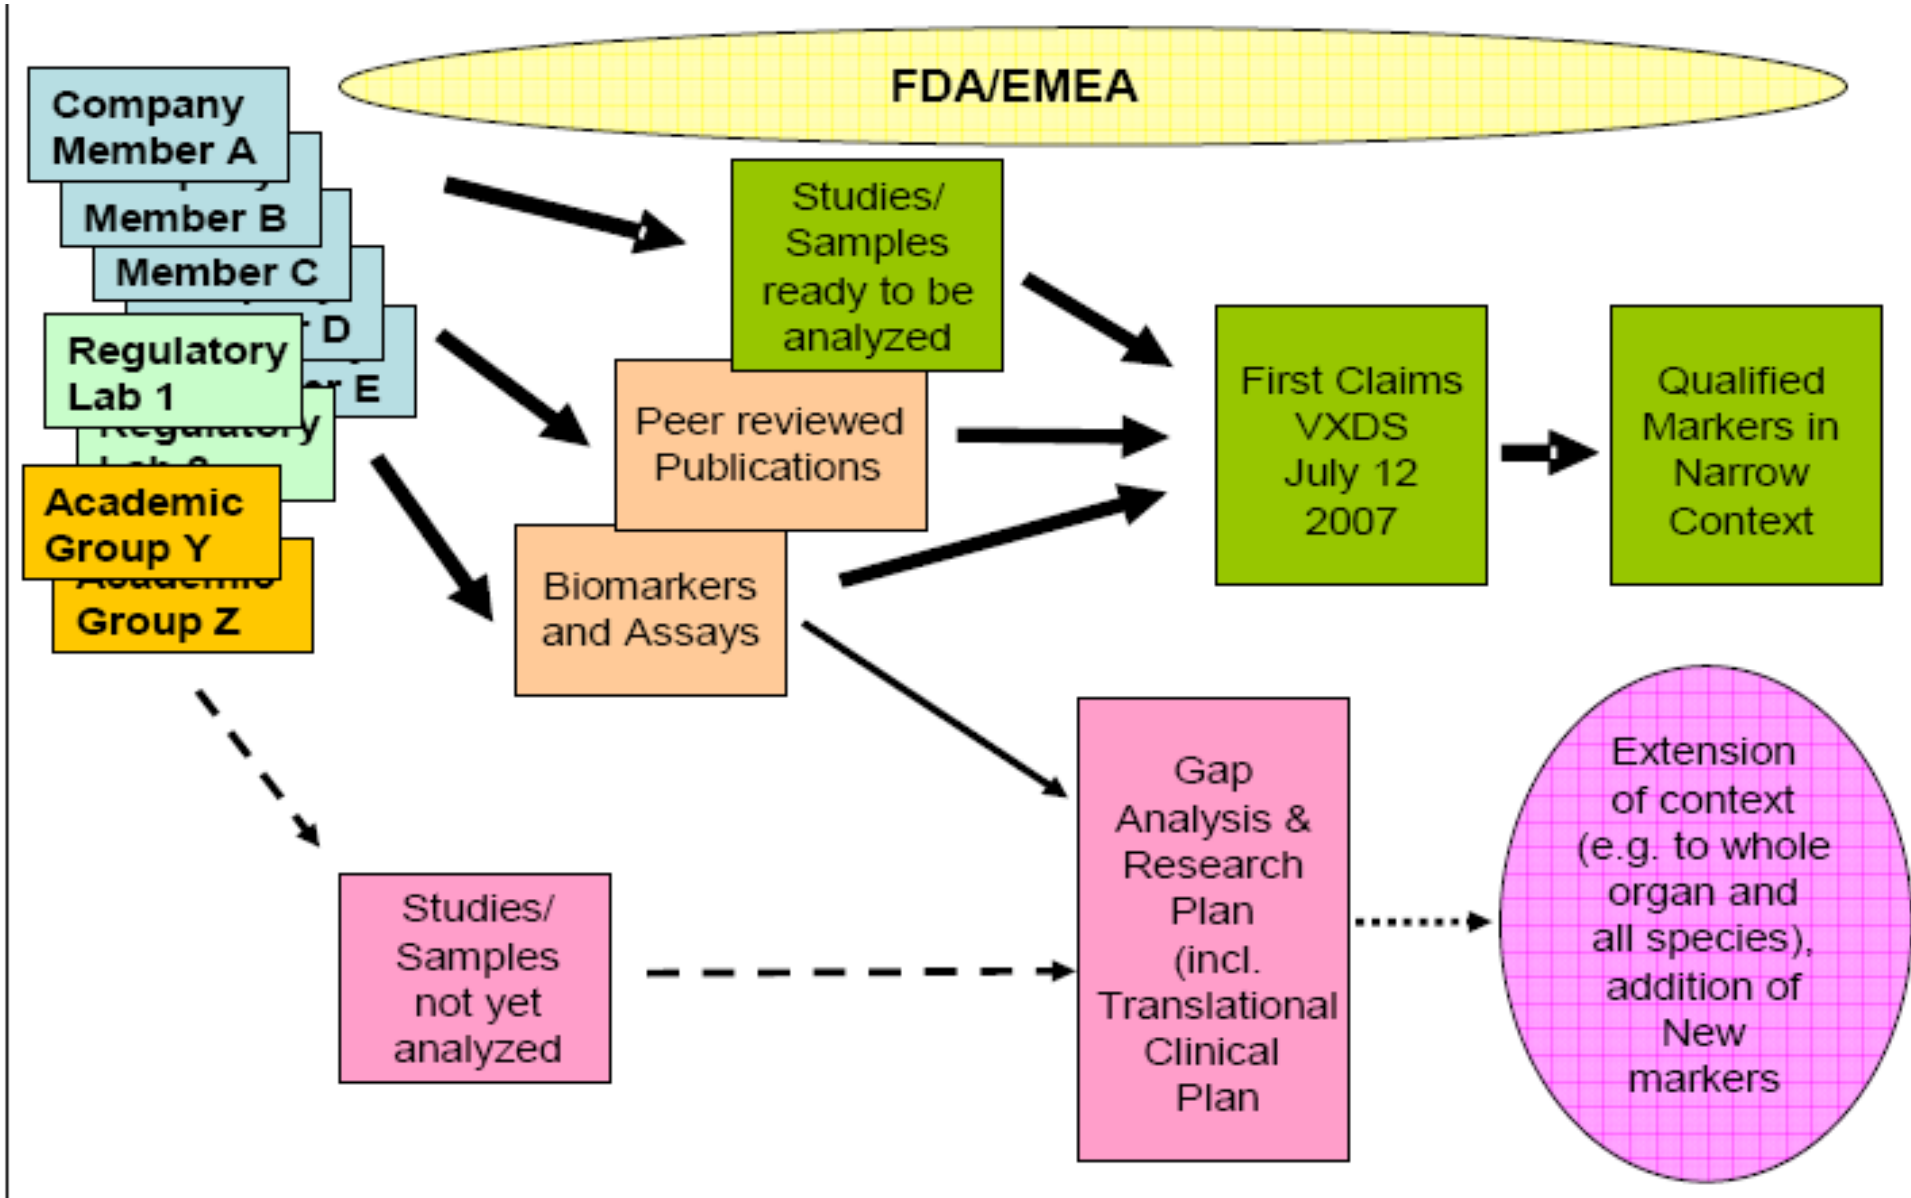 FDA/EMEA
Company
Member A
Member B
Member C
D
E
Regulatory
Lab 1
Regulatory
Academic
Group Y
Academic
Group Z
Studies/
Samples
ready to be
analyzed
Peer reviewed
Publications
Biomarkers
and Assays
First Claims
VXDS
July 12
2007
Qualified
Markers in
Narrow
Context
Studies/
Samples
not yet
analyzed
Gap
Analysis &
Research
Plan
(incl.
Translational
Clinical
Plan
Extension
of context
(e.g. to whole
organ and
all species),
addition of
New
markers